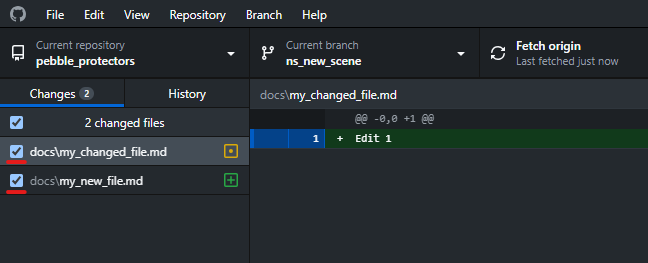 File Edit View Repository Branch Help
Current repository
pebble_protectors
Current branch
ns_new_scene
Fetch origin
Last fetched just now
Changes 2
History
docs\my_changed_file.md
2 changed files
@@ -0,0 +1 @@
1 + Edit 1
docs\my_changed_file.md
docs\my_new_file.md